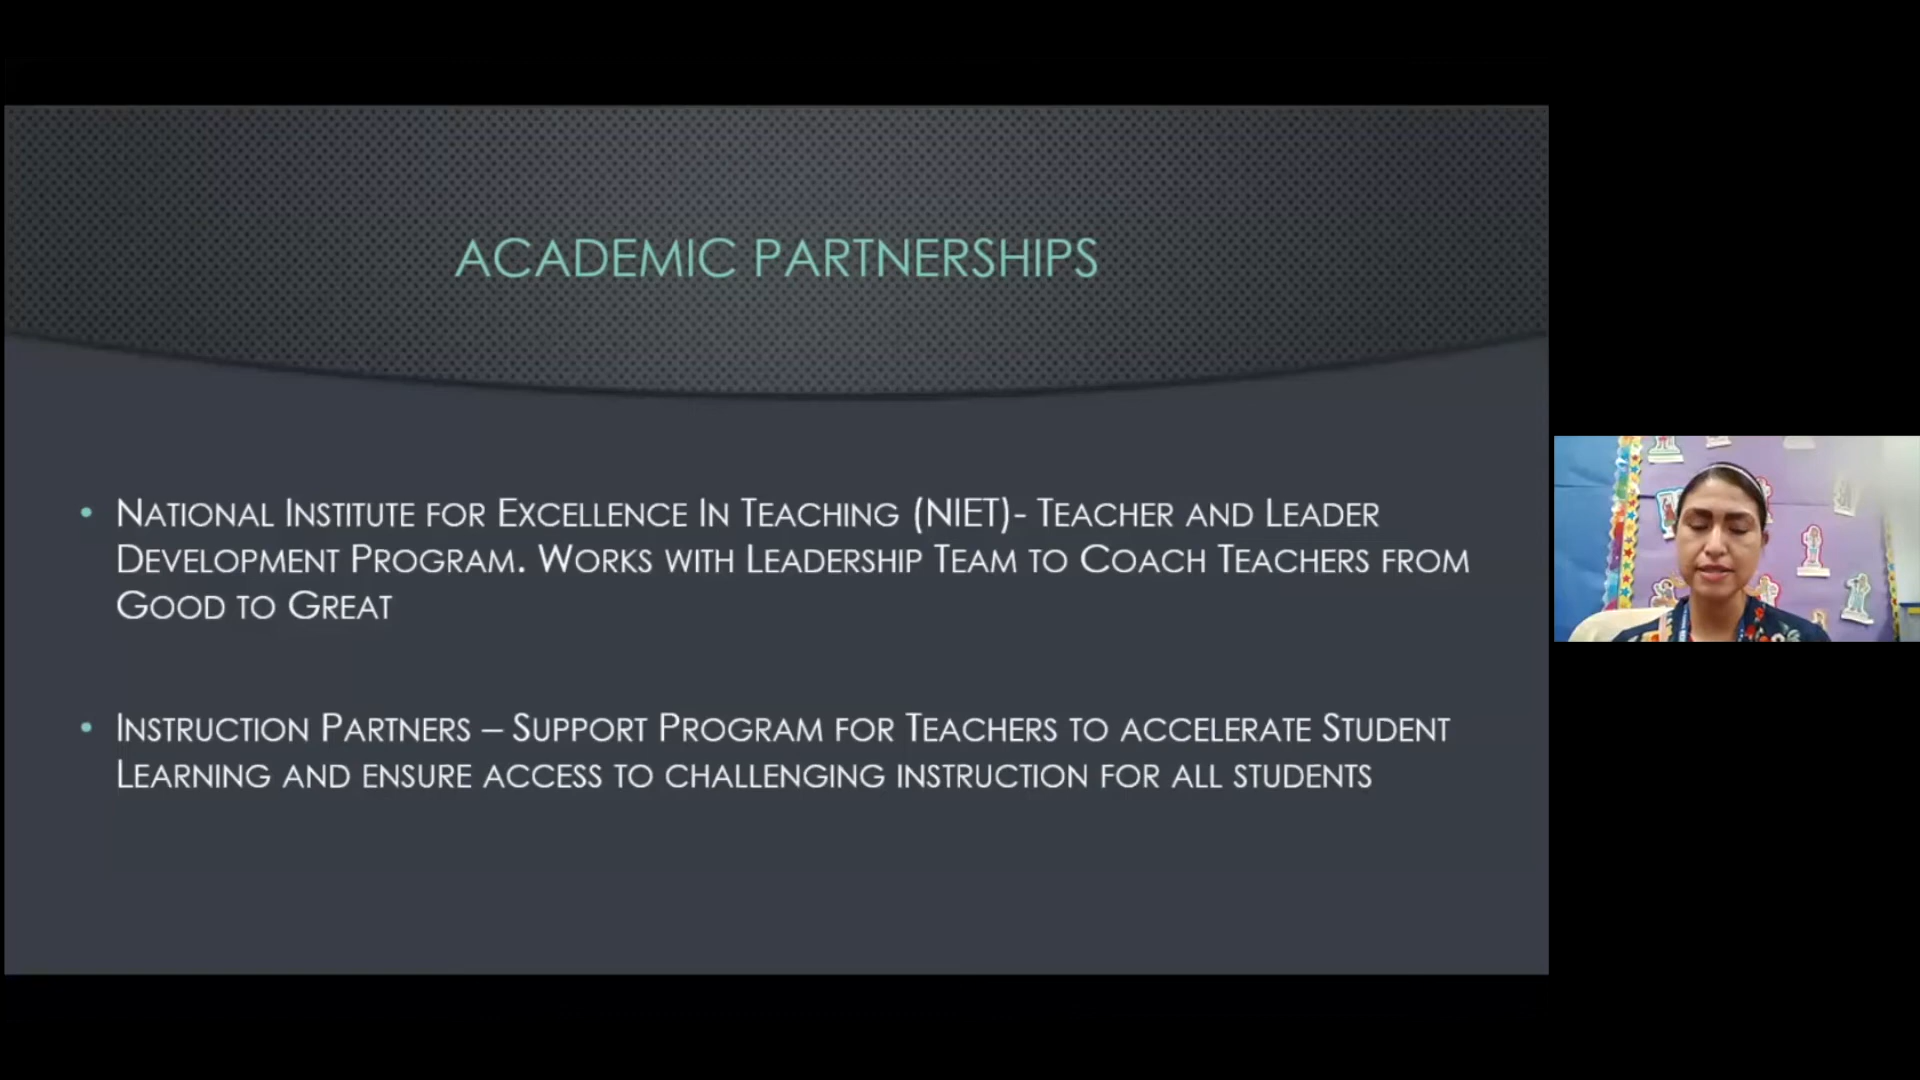 ACADEMIC PARTNERSHIPS
• National Institute for Excellence In Teaching (NIET)- Teacher and Leader
Development Program. Works with Leadership Team to Coach Teachers from
Good to Great
• Instruction Partners – Support Program for Teachers to accelerate Student
Learning and ensure access to challenging instruction for all students